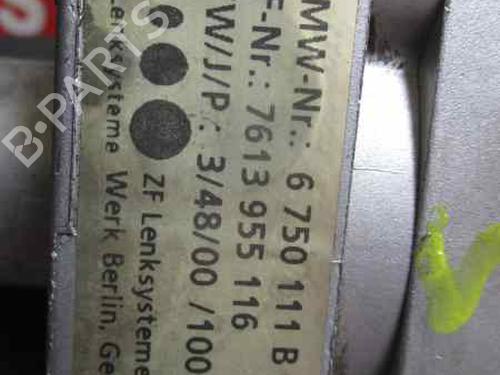 MW-Nr.: 6 750 111 B
F-Nr.: 7613 955 116
W/J/P: 3/48/00 /100
ZF Lenksysteme
Lenksysteme Werk Berlin, Ge
B-PARTS